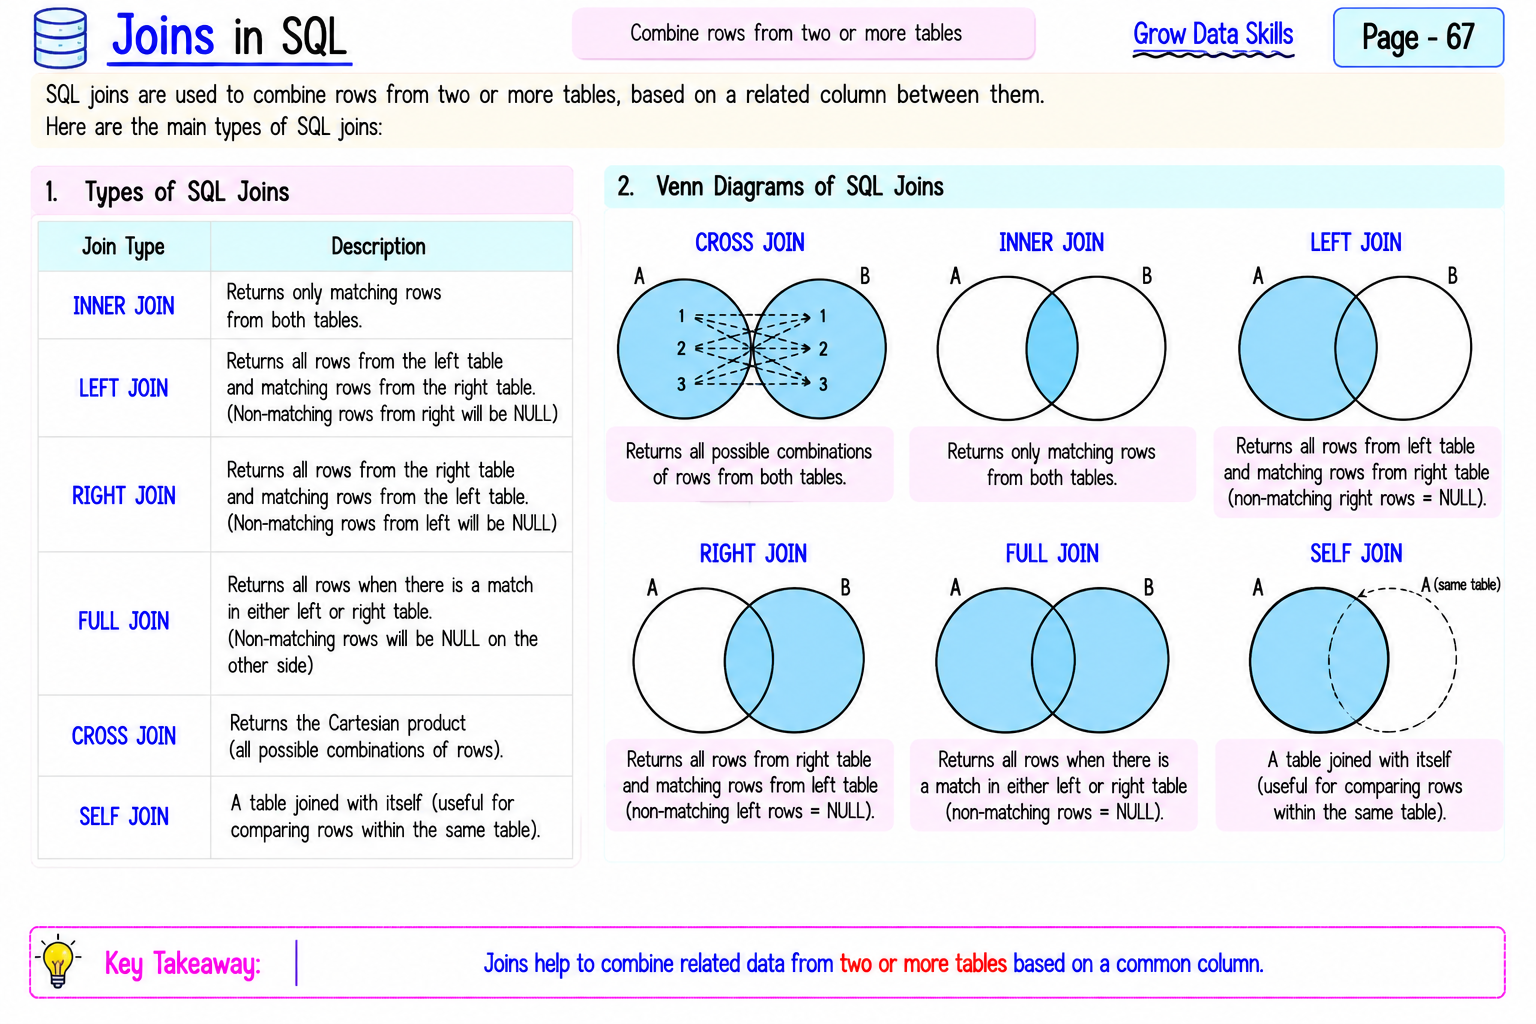 Joins in SQL
Combine rows from two or more tables
Grow Data Skills
Page - 67
SQL joins are used to combine rows from two or more tables, based on a related column between them.
Here are the main types of SQL joins:
1. Types of SQL Joins
Join Type
Description
INNER JOIN
Returns only matching rows
from both tables.
LEFT JOIN
Returns all rows from the left table
and matching rows from the right table.
(Non-matching rows from right will be NULL)
RIGHT JOIN
Returns all rows from the right table
and matching rows from the left table.
(Non-matching rows from left will be NULL)
FULL JOIN
Returns all rows when there is a match
in either left or right table.
(Non-matching rows will be NULL on the
other side)
CROSS JOIN
Returns the Cartesian product
(all possible combinations of rows).
SELF JOIN
A table joined with itself (useful for
comparing rows within the same table).
2. Venn Diagrams of SQL Joins
CROSS JOIN
A B
1 1
2 2
3 3
Returns all possible combinations
of rows from both tables.
INNER JOIN
A B
Returns only matching rows
from both tables.
LEFT JOIN
A B
Returns all rows from left table
and matching rows from right table
(non-matching right rows = NULL).
RIGHT JOIN
A B
Returns all rows from right table
and matching rows from left table
(non-matching left rows = NULL).
FULL JOIN
A B
Returns all rows when there is
a match in either left or right table
(non-matching rows = NULL).
SELF JOIN
A A (same table)
A table joined with itself
(useful for comparing rows
within the same table).
Key Takeaway:
Joins help to combine related data from two or more tables based on a common column.